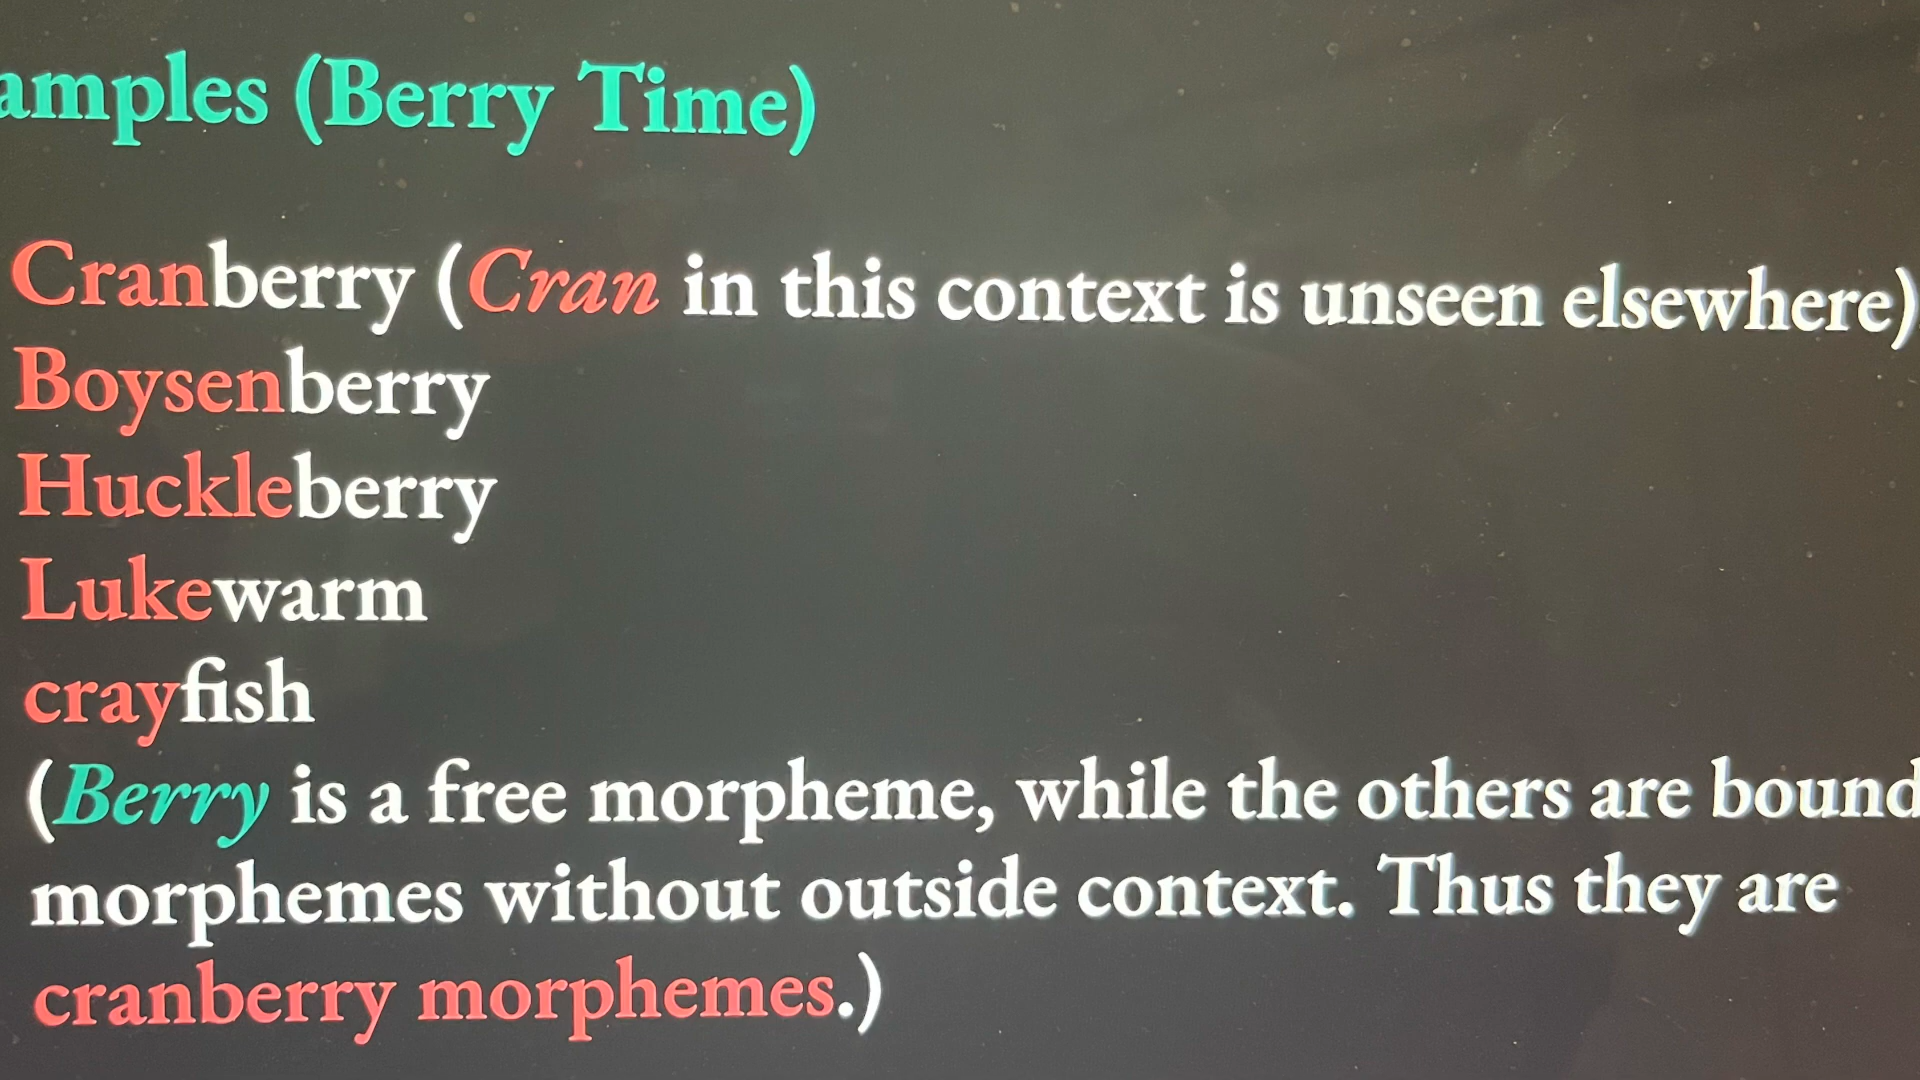 amples (Berry Time)
Cranberry (Cran in this context is unseen elsewhere)
Boysenberry
Huckleberry
Lukewarm
crayfish
(Berry is a free morpheme, while the others are bound
morphemes without outside context. Thus they are
cranberry morphemes.)